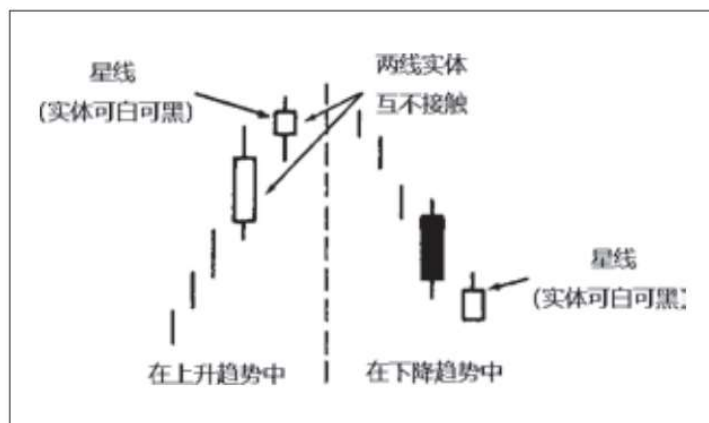 星线
(实体可白可黑)
两线实体
互不接触
星线
(实体可白可黑)
在上升趋势中
在下降趋势中